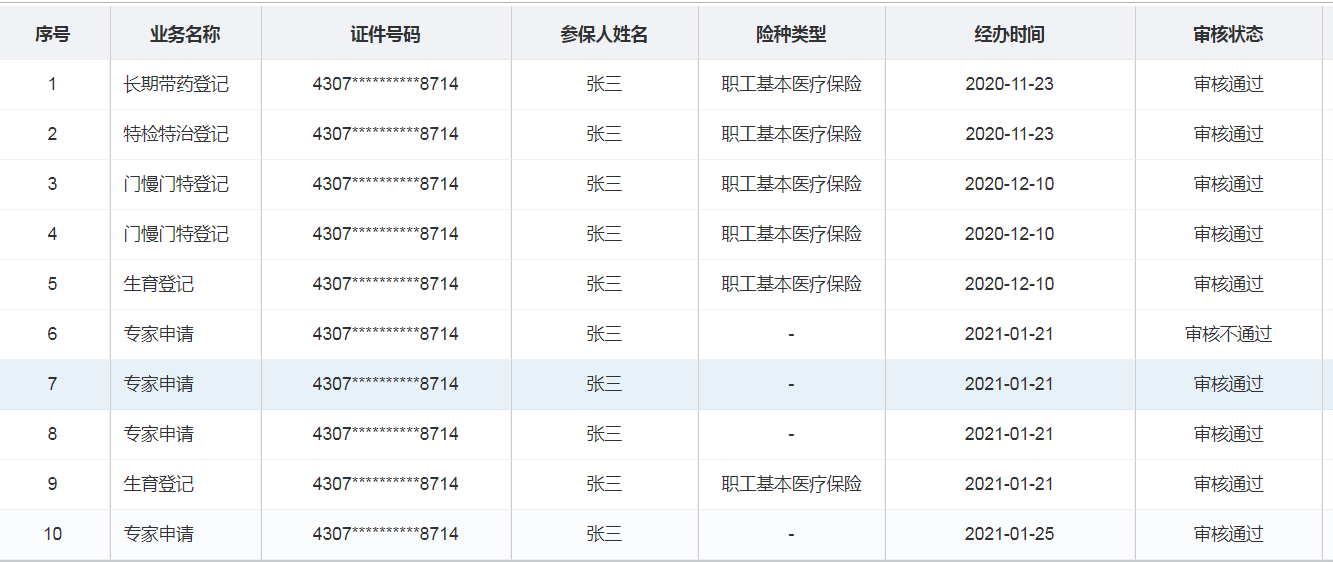 序号 业务名称 证件号码 参保人姓名 险种类型 经办时间 审核状态
1 长期带药登记 4307**********8714 张三 职工基本医疗保险 2020-11-23 审核通过
2 特检特治登记 4307**********8714 张三 职工基本医疗保险 2020-11-23 审核通过
3 门慢门特登记 4307**********8714 张三 职工基本医疗保险 2020-12-10 审核通过
4 门慢门特登记 4307**********8714 张三 职工基本医疗保险 2020-12-10 审核通过
5 生育登记 4307**********8714 张三 职工基本医疗保险 2020-12-10 审核通过
6 专家申请 4307**********8714 张三 - 2021-01-21 审核不通过
7 专家申请 4307**********8714 张三 - 2021-01-21 审核通过
8 专家申请 4307**********8714 张三 - 2021-01-21 审核通过
9 生育登记 4307**********8714 张三 职工基本医疗保险 2021-01-21 审核通过
10 专家申请 4307**********8714 张三 - 2021-01-25 审核通过